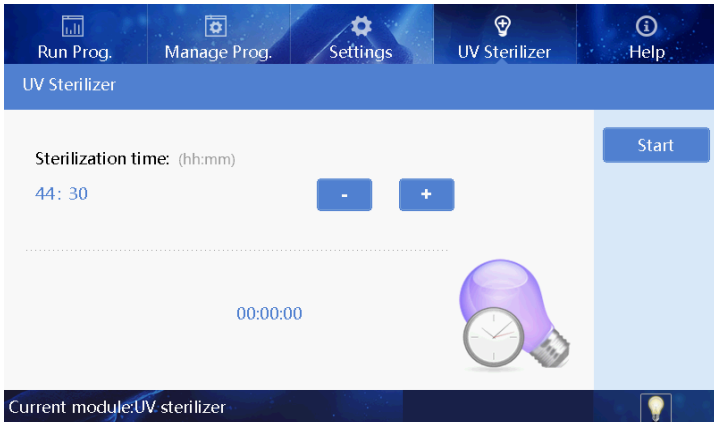 Run Prog. Manage Prog. Settings UV Sterilizer Help
UV Sterilizer
Sterilization time: (hh:mm)
Start
44: 30 - +
00:00:00
Current module:UV sterilizer